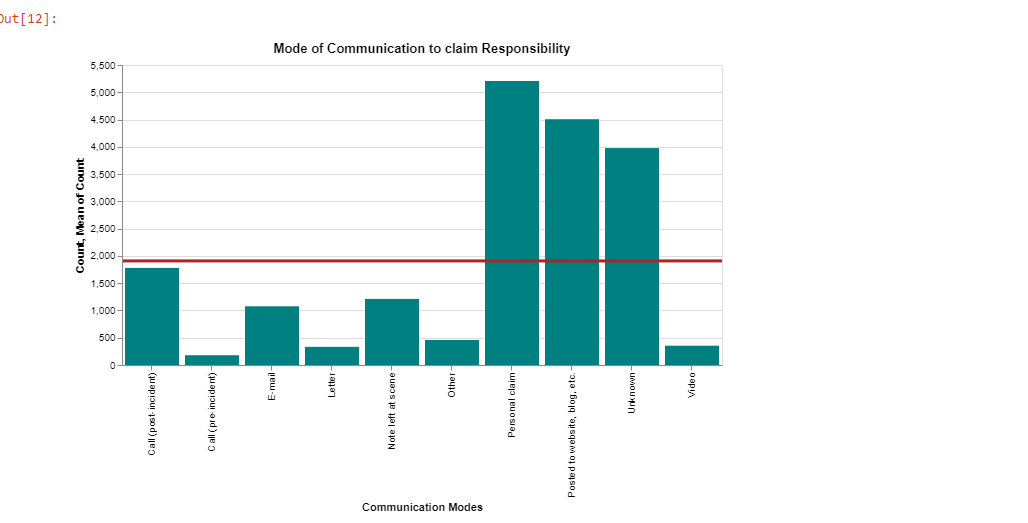 Out[12]:
Mode of Communication to claim Responsibility
5,500
5,000
4,500
4,000
3,500
3,000
2,500
2,000
1,500
1,000
500
0
Count, Mean of Count
Call (post-incident)
Call (pre-incident)
E-mail
Letter
Note left at scene
Other
Personal claim
Posted to website, blog, etc.
Unknown
Video
Communication Modes